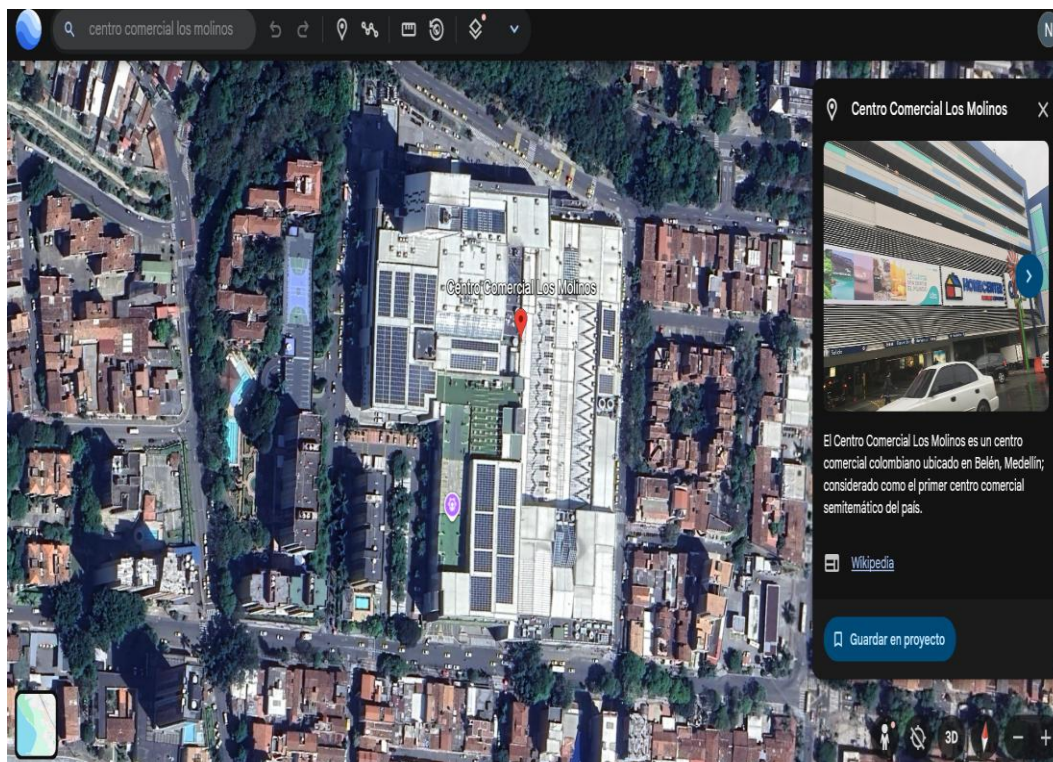 centro comercial los molinos
N
Centro Comercial Los Molinos
Centro Comercial Los Molinos
HOMECENTER
El Centro Comercial Los Molinos es un centro
comercial colombiano ubicado en Belén, Medellín;
considerado como el primer centro comercial
semitemático del país.
Wikipedia
Guardar en proyecto
3D